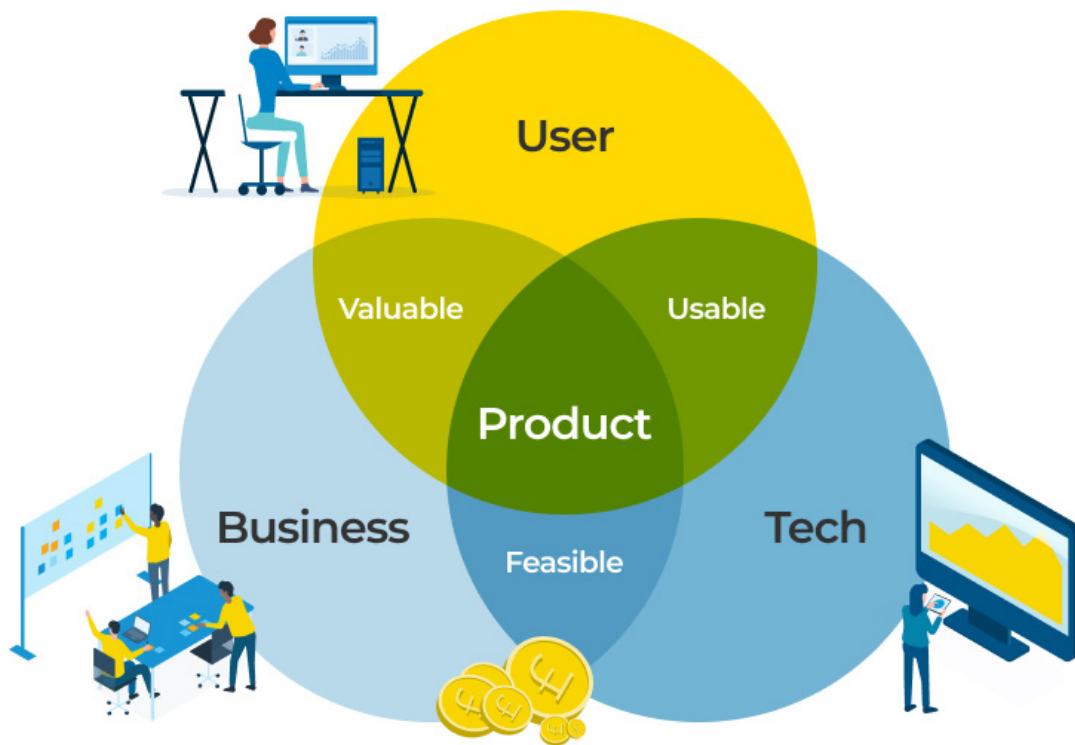 User
Valuable
Usable
Product
Business
Tech
Feasible
£
£
£
£